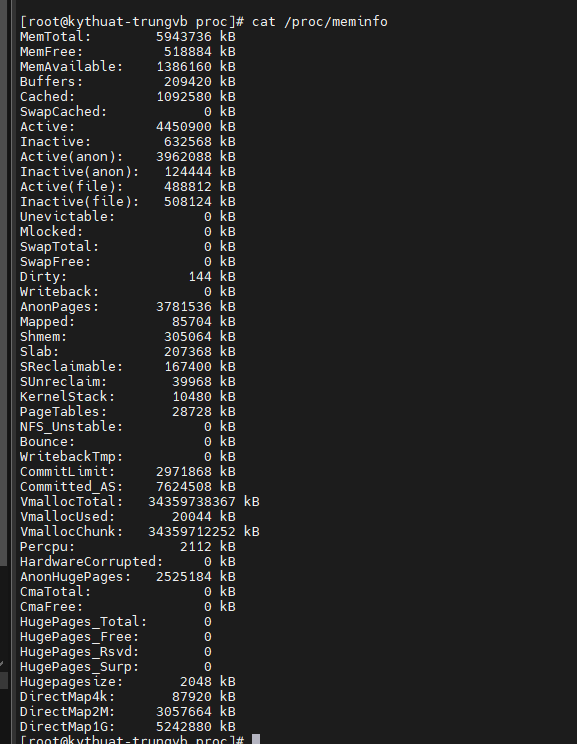 [root@kythuat-trungvb proc]# cat /proc/meminfo
MemTotal:        5943736 kB
MemFree:          518884 kB
MemAvailable:    1386160 kB
Buffers:          209420 kB
Cached:          1092580 kB
SwapCached:            0 kB
Active:          4450900 kB
Inactive:         632568 kB
Active(anon):    3962088 kB
Inactive(anon):   124444 kB
Active(file):     488812 kB
Inactive(file):   508124 kB
Unevictable:           0 kB
Mlocked:               0 kB
SwapTotal:             0 kB
SwapFree:              0 kB
Dirty:               144 kB
Writeback:             0 kB
AnonPages:       3781536 kB
Mapped:            85704 kB
Shmem:            305064 kB
Slab:             207368 kB
SReclaimable:     167400 kB
SUnreclaim:        39968 kB
KernelStack:       10480 kB
PageTables:        28728 kB
NFS_Unstable:          0 kB
Bounce:                0 kB
WritebackTmp:          0 kB
CommitLimit:     2971868 kB
Committed_AS:    7624508 kB
VmallocTotal:   34359738367 kB
VmallocUsed:       20044 kB
VmallocChunk:   34359712252 kB
Percpu:             2112 kB
HardwareCorrupted:     0 kB
AnonHugePages:   2525184 kB
CmaTotal:              0 kB
CmaFree:               0 kB
HugePages_Total:       0
HugePages_Free:        0
HugePages_Rsvd:        0
HugePages_Surp:        0
Hugepagesize:       2048 kB
DirectMap4k:       87920 kB
DirectMap2M:     3057664 kB
DirectMap1G:     5242880 kB
[root@kythuat-trungvb proc]#